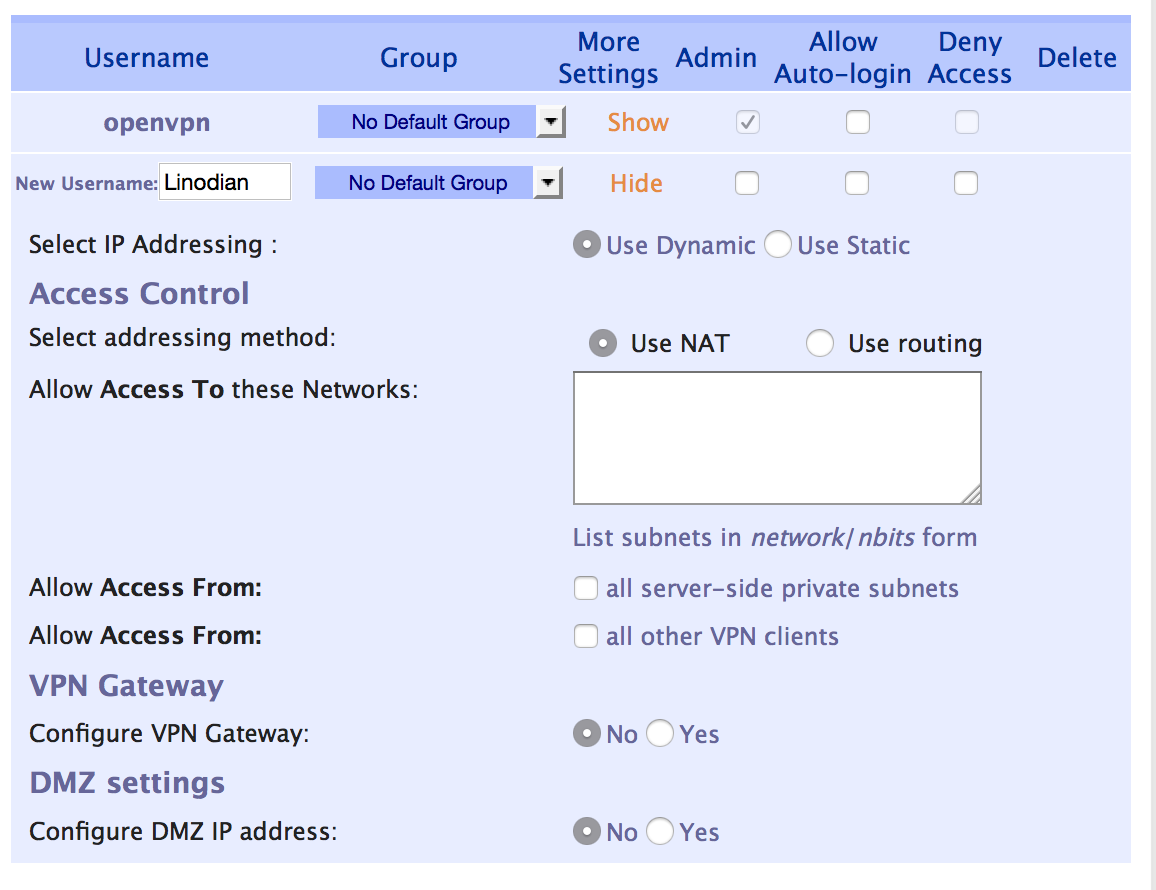 Username Group More Settings Admin Allow Auto-login Deny Access Delete
openvpn No Default Group Show
New Username: Linodian No Default Group Hide
Select IP Addressing : Use Dynamic Use Static
Access Control
Select addressing method: Use NAT Use routing
Allow Access To these Networks:
List subnets in network/nbits form
Allow Access From: all server-side private subnets
Allow Access From: all other VPN clients
VPN Gateway
Configure VPN Gateway: No Yes
DMZ settings
Configure DMZ IP address: No Yes